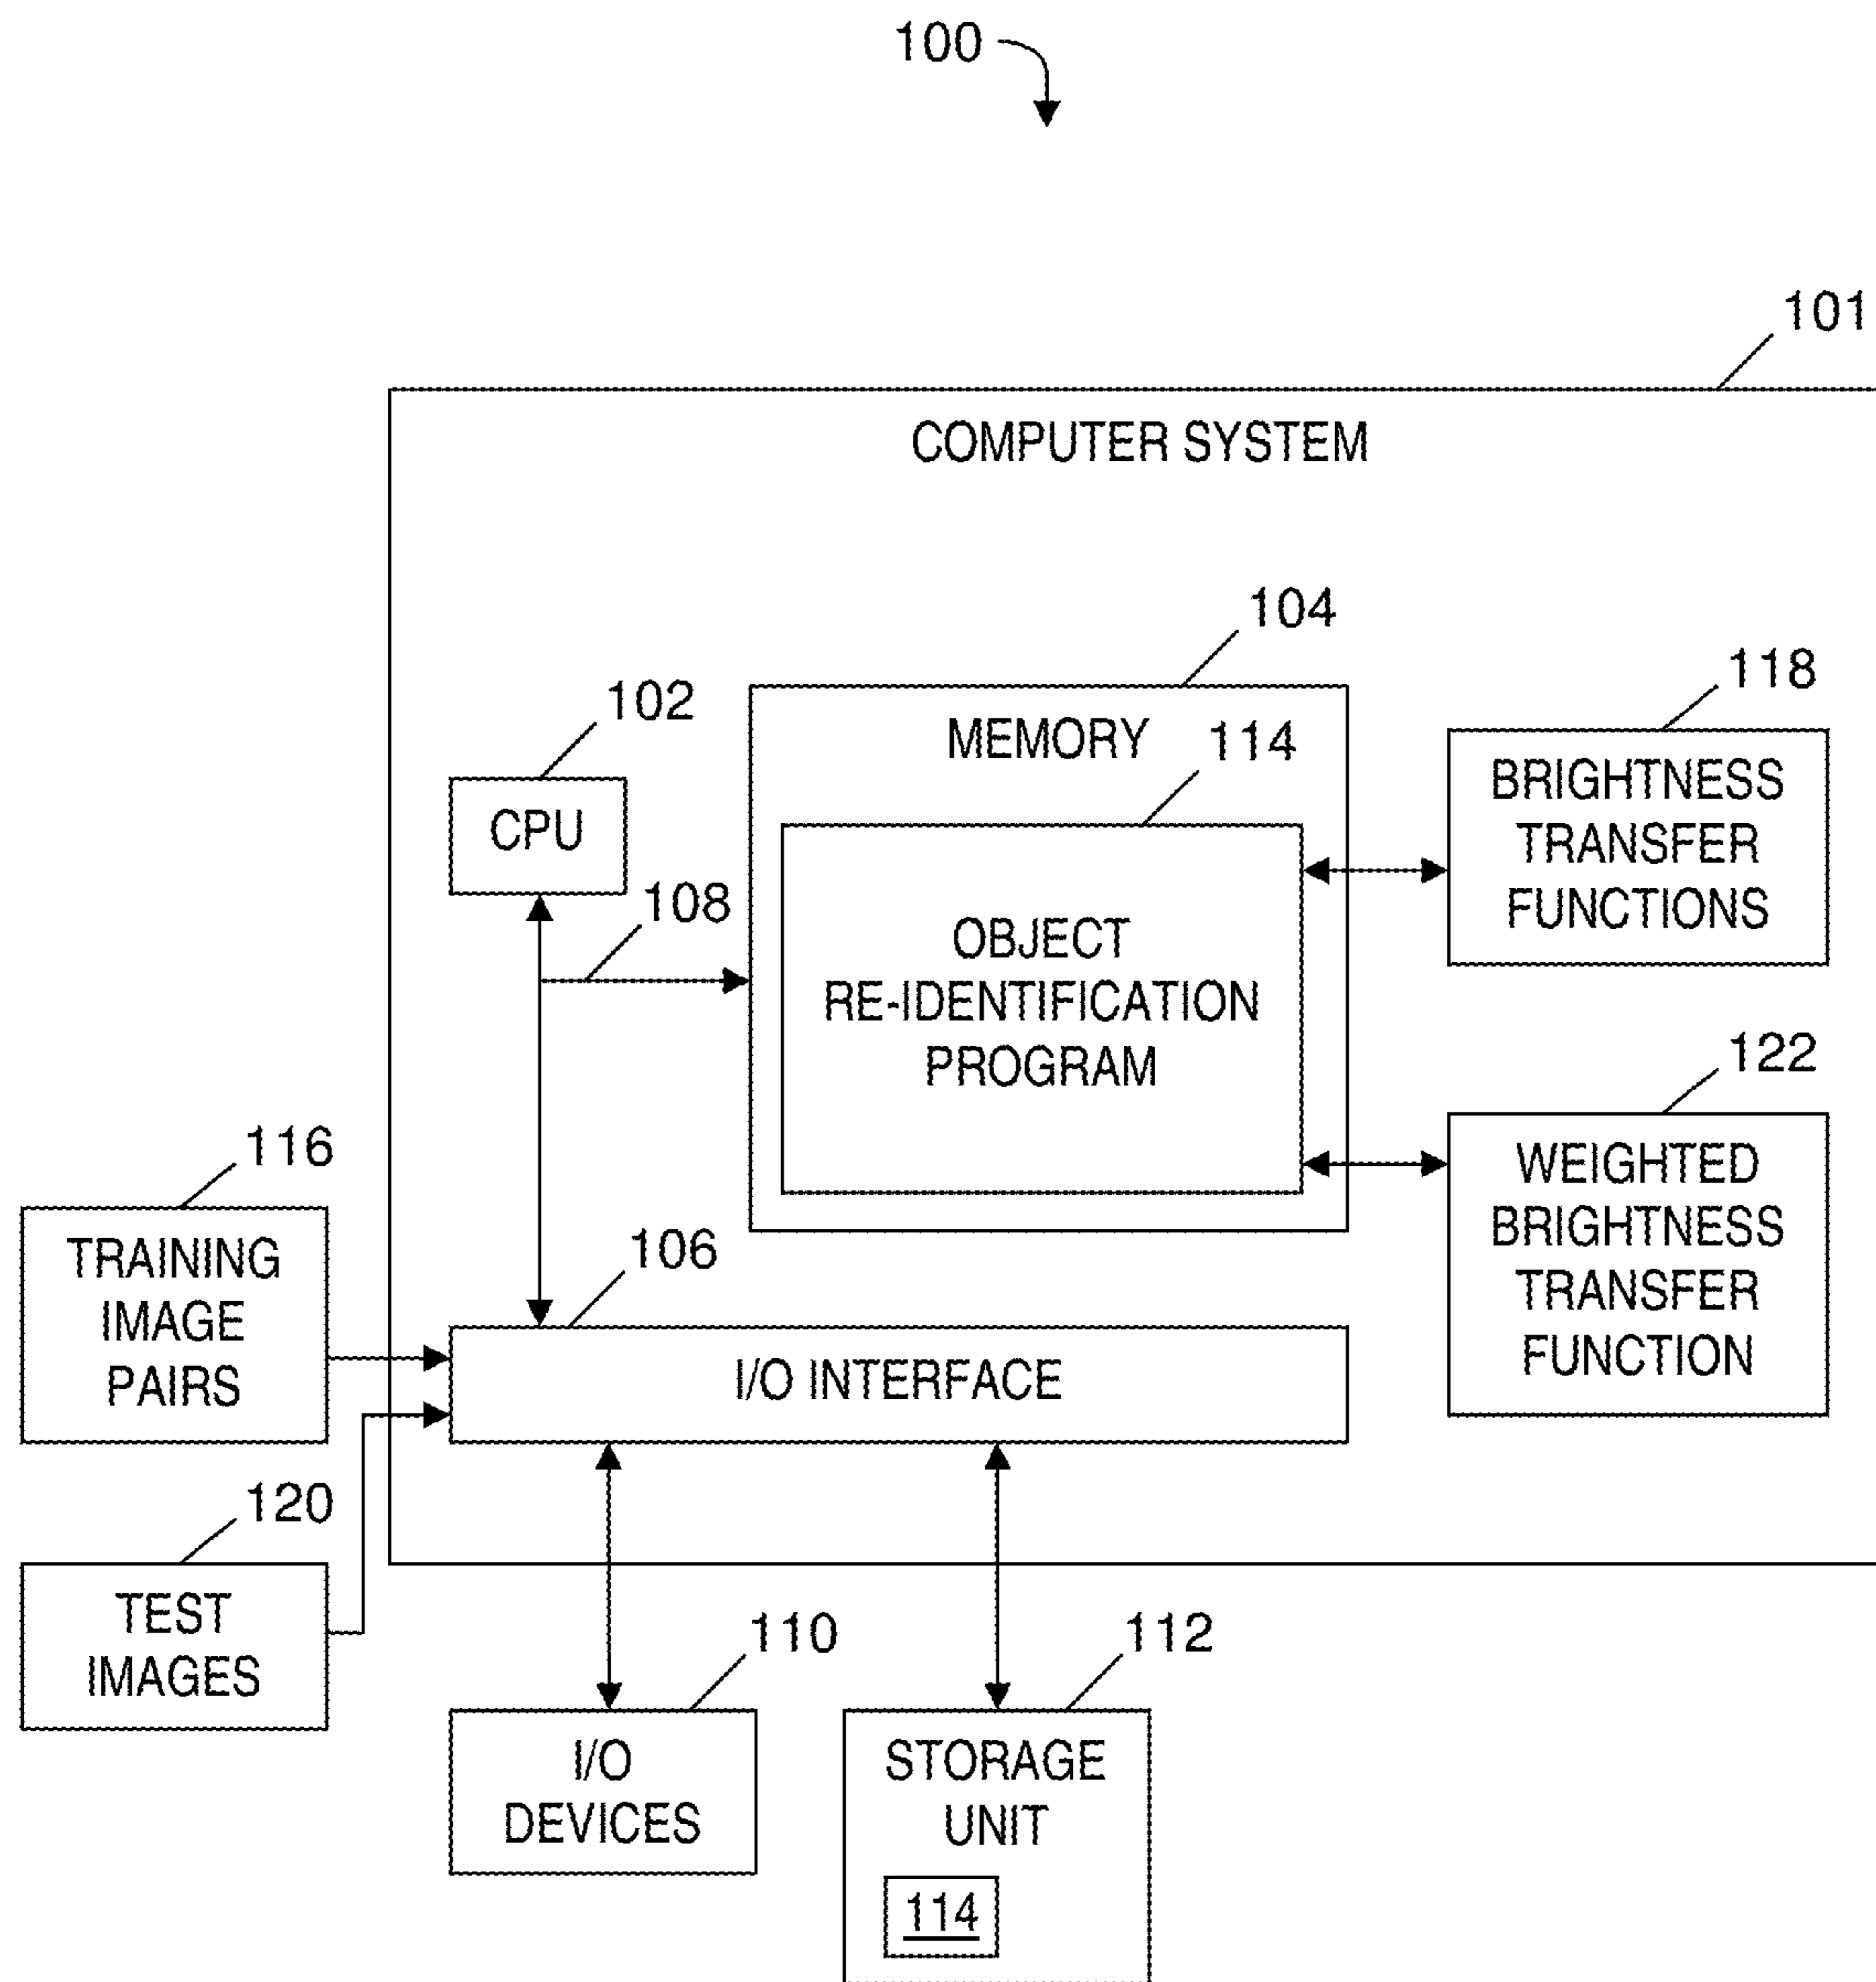 100
101
COMPUTER SYSTEM
104
118
102
MEMORY
114
BRIGHTNESS
TRANSFER
FUNCTIONS
CPU
108
OBJECT
RE-IDENTIFICATION
PROGRAM
122
WEIGHTED
BRIGHTNESS
TRANSFER
FUNCTION
116
TRAINING
IMAGE
PAIRS
106
I/O INTERFACE
120
TEST
IMAGES
110
I/O
DEVICES
112
STORAGE
UNIT
114